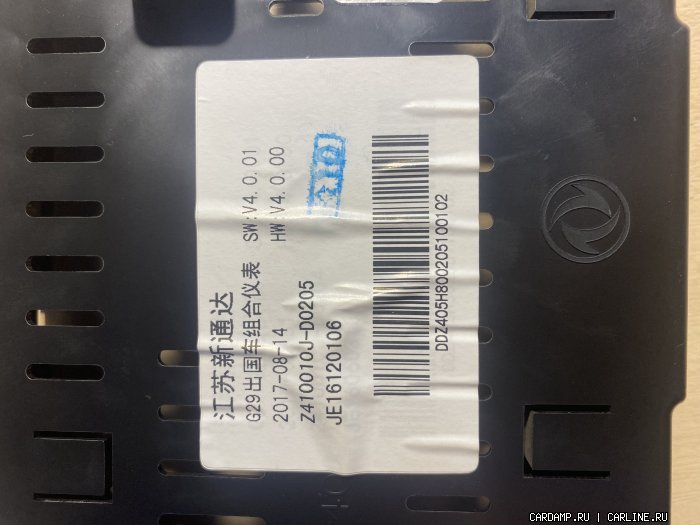 江苏新通达
G29出国车组合仪表 SW:V4.0.01
2017-08-14 HW:V4.0.00
Z410010J-D0205
JE16120106
DDZ405H800205100102
CARDAMP.RU | CARLINE.RU